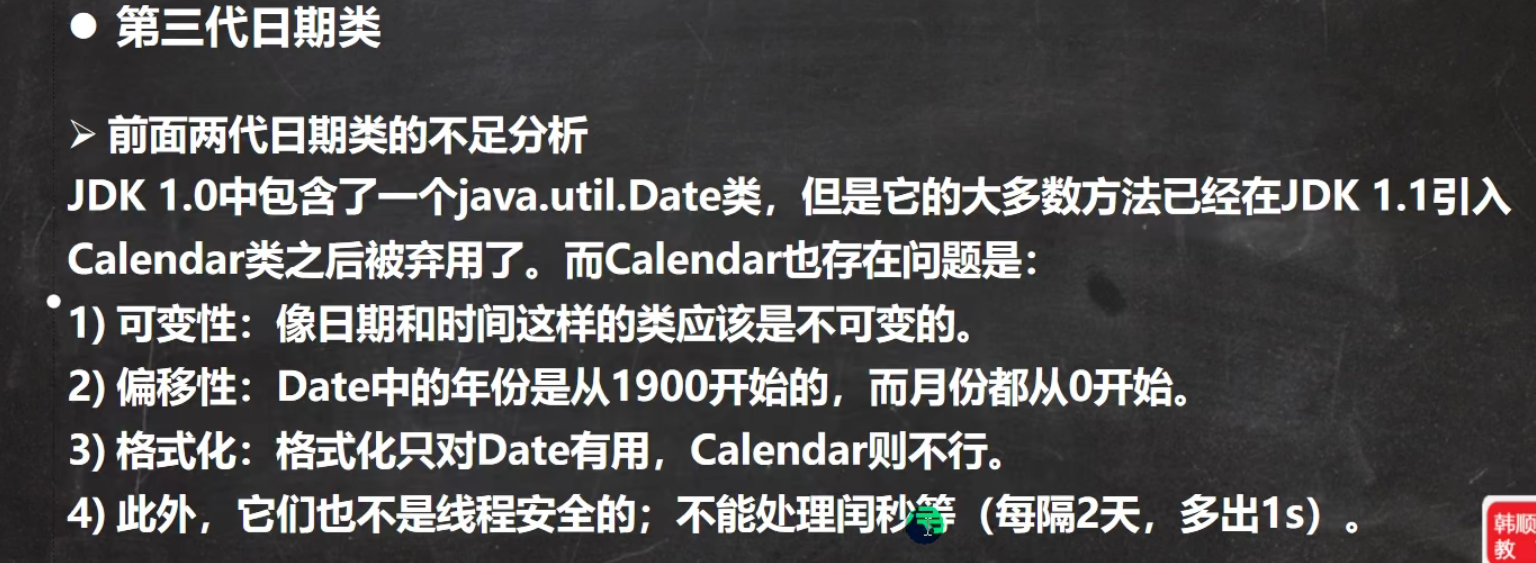 ● 第三代日期类
➢ 前面两代日期类的不足分析
JDK 1.0中包含了一个java.util.Date类，但是它的大多数方法已经在JDK 1.1引入
Calendar类之后被弃用了。而Calendar也存在问题是：
1) 可变性：像日期和时间这样的类应该是不可变的。
2) 偏移性：Date中的年份是从1900开始的，而月份都从0开始。
3) 格式化：格式化只对Date有用，Calendar则不行。
4) 此外，它们也不是线程安全的；不能处理闰秒等（每隔2天，多出1s）。
韩顺
教